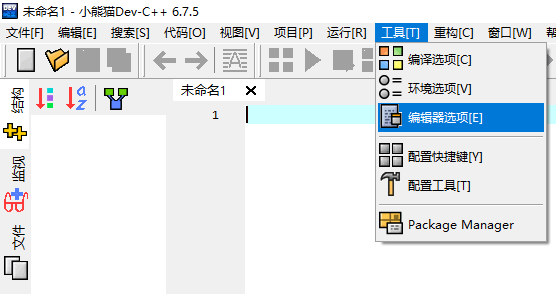 未命名1 - 小熊猫Dev-C++ 6.7.5
文件[F] 编辑[E] 搜索[S] 代码[O] 视图[V] 项目[P] 运行[R] 工具[T] 重构[C] 窗口[W]
编译选项[C]
环境选项[V]
编辑器选项[E]
配置快捷键[Y]
配置工具[T]
Package Manager
结构
监视
文件
未命名1
1